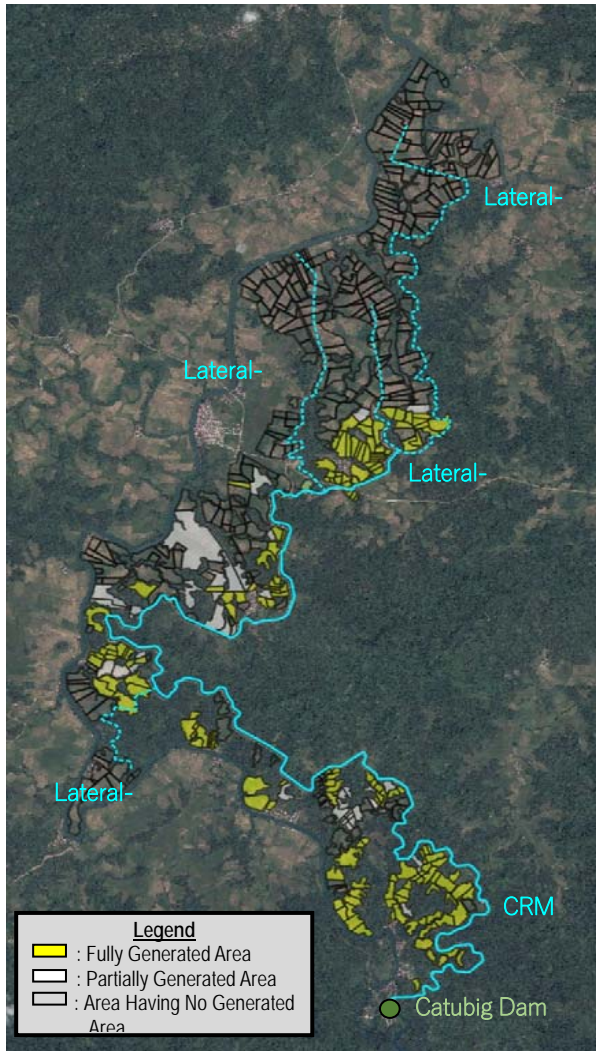 Lateral-
Lateral-
Lateral-
Lateral-
CRM
Catubig Dam
Legend
: Fully Generated Area
: Partially Generated Area
: Area Having No Generated
Area